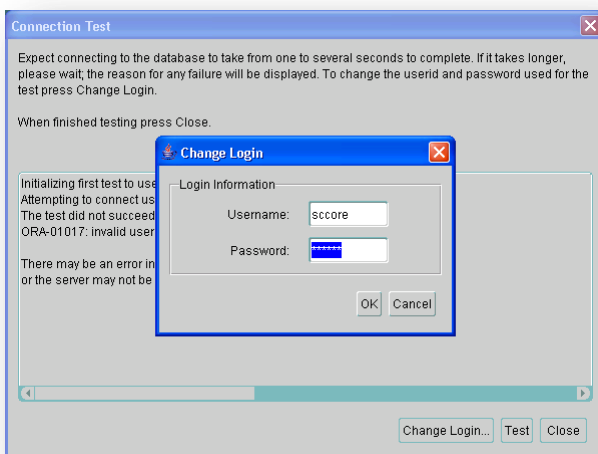 Connection Test
Expect connecting to the database to take from one to several seconds to complete. If it takes longer,
please wait; the reason for any failure will be displayed. To change the userid and password used for the
test press Change Login.
When finished testing press Close.
Change Login
Initializing first test to use
Login Information
Attempting to connect us
The test did not succeed
Username: sccore
ORA-01017: invalid user
Password: ******
There may be an error in
or the server may not be
OK Cancel
Change Login... Test Close